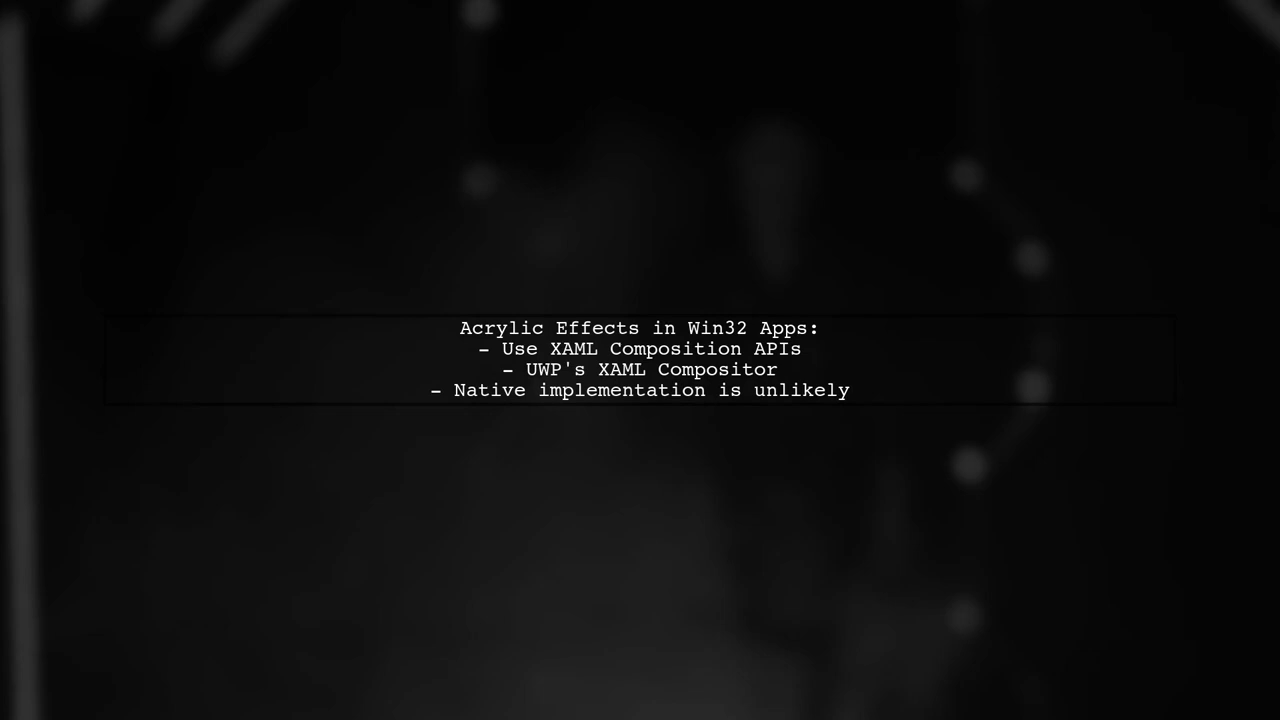 Acrylic Effects in Win32 Apps:
- Use XAML Composition APIs
- UWP's XAML Compositor
- Native implementation is unlikely